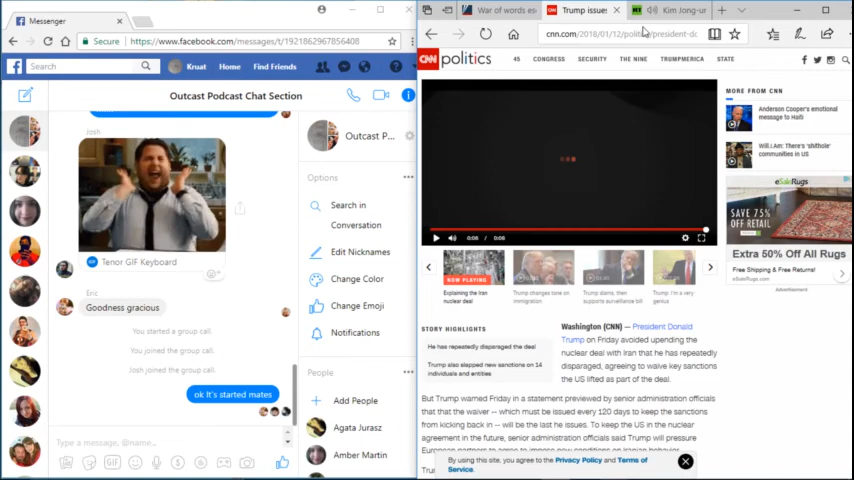 Messenger
Secure
https://www.facebook.com/messages/t/1921862967856408
Search
Kruat
Home
Find Friends
Outcast Podcast Chat Section
Josh
GIF
Tenor GIF Keyboard
Eric
Goodness gracious
You started a group call.
You joined the group call.
Josh joined the group call.
ok It's started mates
Type a message, @name...
GIF
Outcast P...
Options
Search in
Conversation
Edit Nicknames
Change Color
Change Emoji
Notifications
People
Add People
Agata Jurasz
Amber Martin
War of words es
Trump issues
RT
Kim Jong-ur
cnn.com/2018/01/12/politics/president-dc
CNN politics
45
CONGRESS
SECURITY
THE NINE
TRUMPMERICA
STATE
0:06 / 0:08
NOW PLAYING
Explaining the Iran
nuclear deal
Trump changes tone on
immigration
Trump slams, then
supports surveillance bill
Trump: I'm a very
genius
STORY HIGHLIGHTS
He has repeatedly disparaged the deal
Trump also slapped new sanctions on 14
individuals and entities
Washington (CNN) — President Donald
Trump on Friday avoided upending the
nuclear deal with Iran that he has repeatedly
disparaged, agreeing to waive key sanctions
the US lifted as part of the deal.
But Trump warned Friday in a statement previewed by senior administration officials
that that the waiver -- which must be issued every 120 days to keep the sanctions
from kicking back in -- will be the last he issues. To keep the US in the nuclear
agreement in the future, senior administration officials said Trump will pressure
By using this site, you agree to the Privacy Policy and Terms of
Service.
MORE FROM CNN
Anderson Cooper's emotional
message to Haiti
Will.i.Am: There's 'shithole'
communities in US
eSaleRugs
SAVE 75%
OFF RETAIL
Extra 50% Off All Rugs
Free Shipping & Free Returns!
eSaleRugs.com
Advertisement